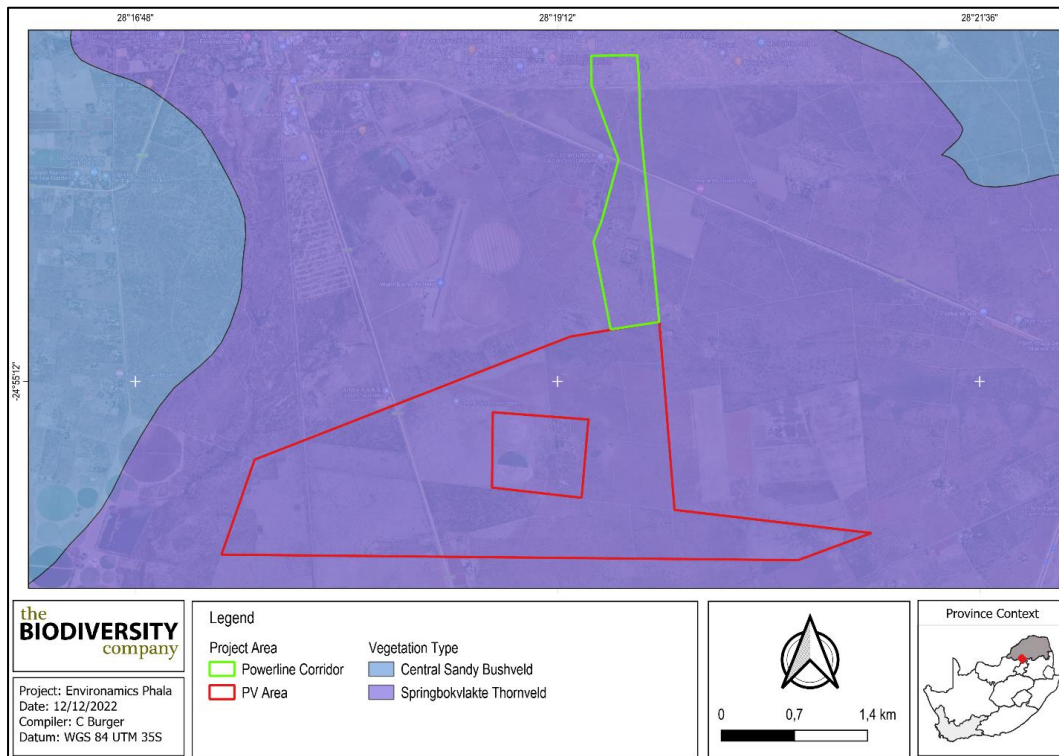 28°16'48"
28°19'12"
28°21'36"
-24°55'12"
the
BIODIVERSITY
company
Project: Environamics Phala
Date: 12/12/2022
Compiler: C Burger
Datum: WGS 84 UTM 35S
Legend
Project Area
Powerline Corridor
PV Area
Vegetation Type
Central Sandy Bushveld
Springbokvlakte Thornveld
0
0,7
1,4 km
Province Context